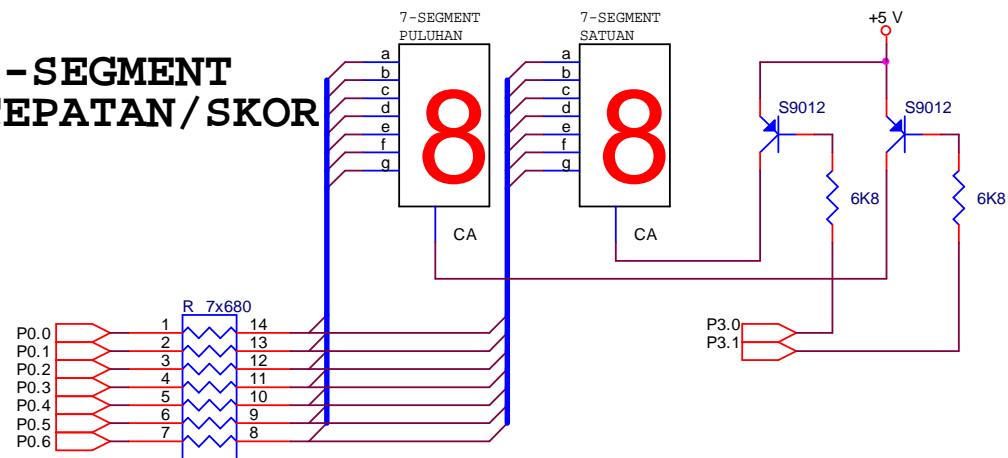 7-SEGMENT
PULUHAN
7-SEGMENT
SATUAN
+5 V
-SEGMENT
EPATAN/SKOR
a
b
c
d
e
f
g
8
CA
a
b
c
d
e
f
g
8
CA
S9012
S9012
6K8
6K8
R 7x680
P0.0
P0.1
P0.2
P0.3
P0.4
P0.5
P0.6
1
2
3
4
5
6
7
14
13
12
11
10
9
8
P3.0
P3.1